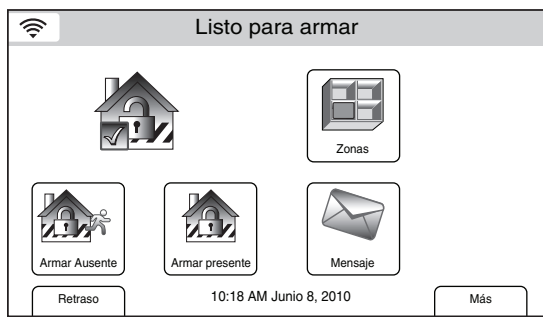 Listo para armar
Zonas
Armar Ausente
Armar presente
Mensaje
Retraso
10:18 AM Junio 8, 2010
Más